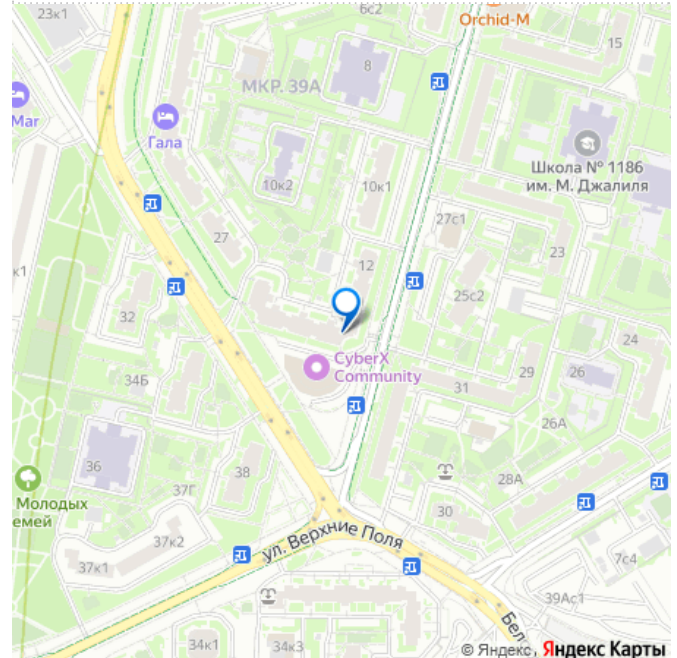 23к1
6с2
Orchid-M
15
8
МКР. 39А
Mar
Гала
Школа № 1186
им. М. Джалиля
10к2
10к1
27с1
27
23
12
к1
25с2
32
24
CyberX
Community
34Б
31
29
26
26А
36
38
28А
Молодых
емей
37Г
30
ул. Верхние Поля
37к2
37к1
7с4
39Ас1
Бел
34к1
34к3
© Яндекс, Яндекс Карты